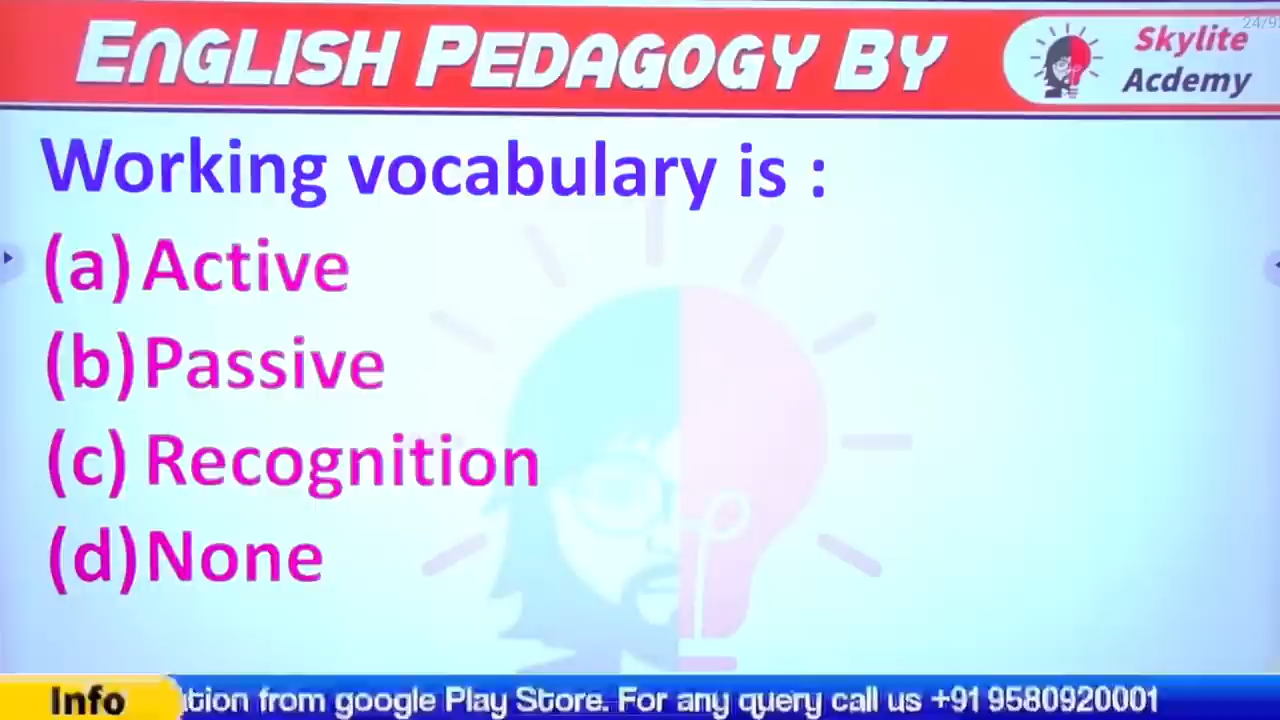 ENGLISH PEDAGOGY BY
Skylite
Acdemy
Working vocabulary is :
(a) Active
(b) Passive
(c) Recognition
(d) None
Info
from google Play Store. For any query call us +91 9580920001